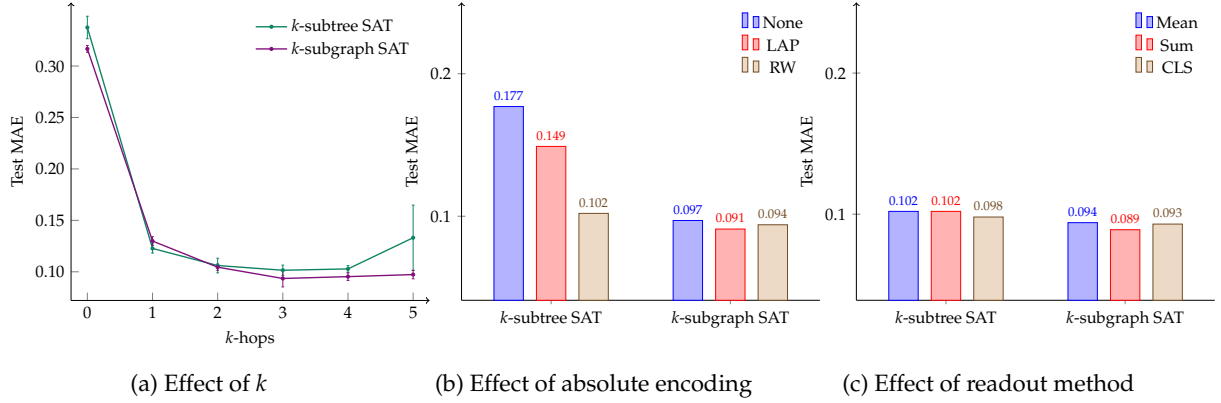 k-subtree SAT
k-subgraph SAT
0.30
0.25
0.20
0.15
0.10
Test MAE
0 1 2 3 4 5
k-hops
(a) Effect of k
None
LAP
RW
0.2
0.1
Test MAE
0.177
0.149
0.102
0.097
0.091
0.094
k-subtree SAT k-subgraph SAT
(b) Effect of absolute encoding
Mean
Sum
CLS
0.2
0.1
Test MAE
0.102
0.102
0.098
0.094
0.089
0.093
k-subtree SAT k-subgraph SAT
(c) Effect of readout method